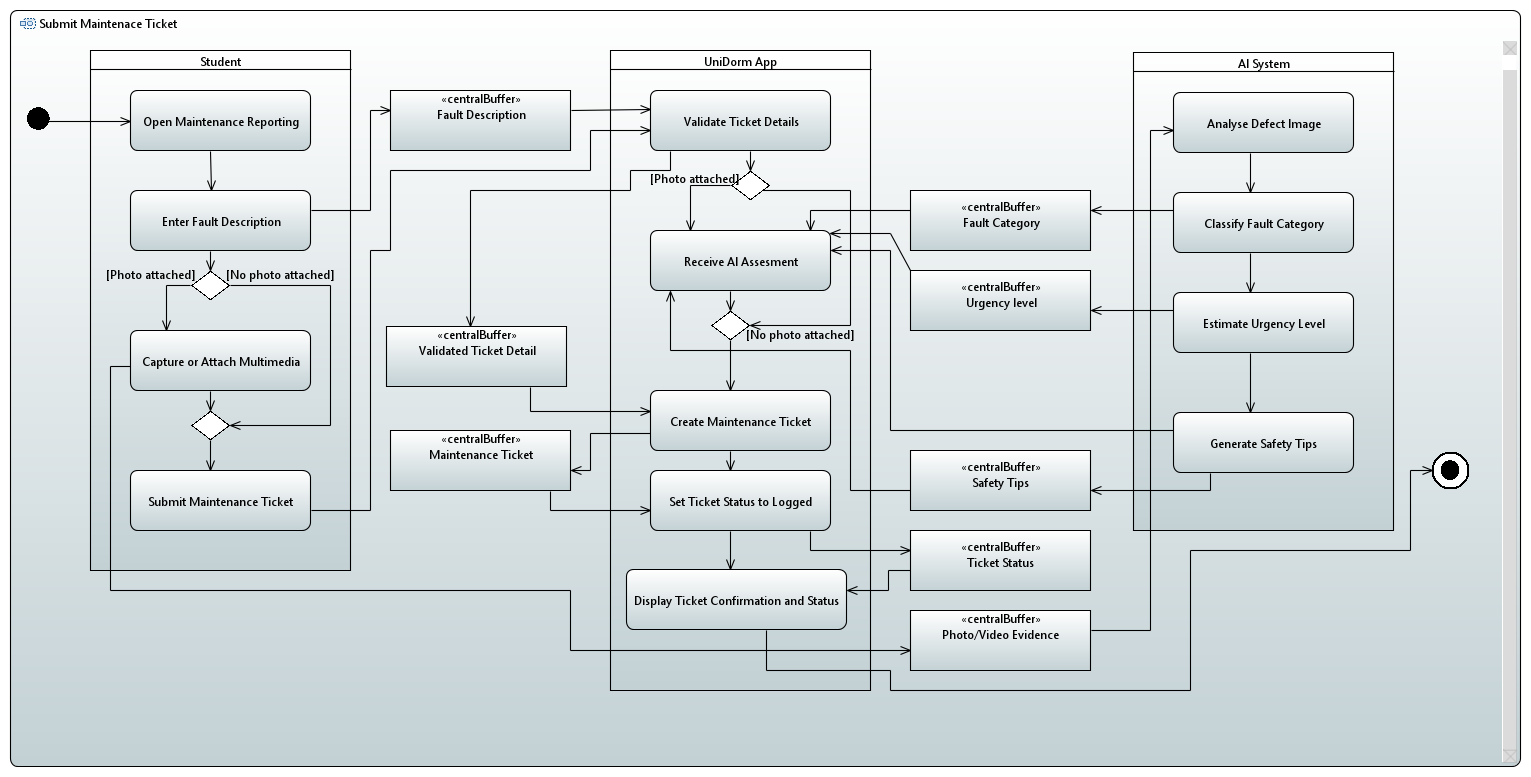 Submit Maintenace Ticket
Student
UniDorm App
AI System
Open Maintenance Reporting
«centralBuffer»
Fault Description
Validate Ticket Details
Analyse Defect Image
[Photo attached]
Enter Fault Description
«centralBuffer»
Fault Category
Classify Fault Category
[Photo attached]
[No photo attached]
Receive AI Assesment
«centralBuffer»
Urgency level
Estimate Urgency Level
[No photo attached]
Capture or Attach Multimedia
«centralBuffer»
Validated Ticket Detail
Create Maintenance Ticket
Generate Safety Tips
«centralBuffer»
Maintenance Ticket
«centralBuffer»
Safety Tips
Submit Maintenance Ticket
Set Ticket Status to Logged
«centralBuffer»
Ticket Status
Display Ticket Confirmation and Status
«centralBuffer»
Photo/Video Evidence